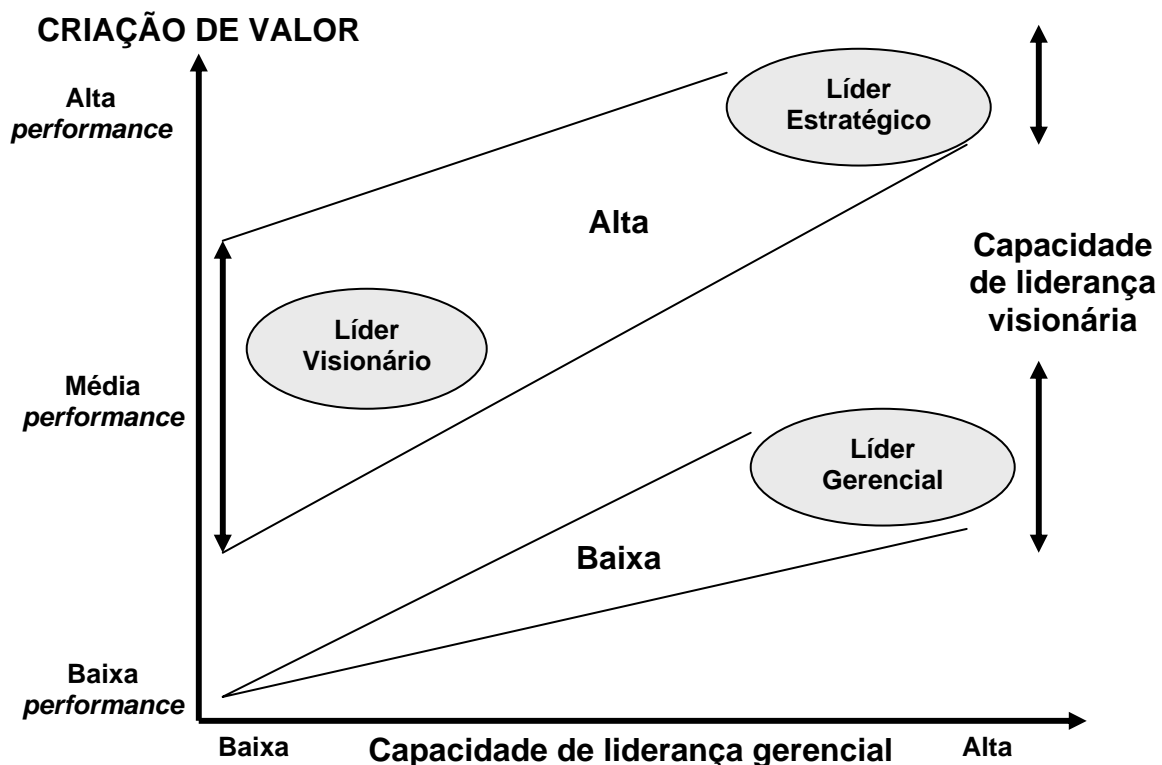 CRIAÇÃO DE VALOR
Alta
performance
Líder
Estratégico
Alta
Capacidade
de liderança
visionária
Líder
Visionário
Média
performance
Líder
Gerencial
Baixa
Baixa
performance
Baixa
Capacidade de liderança gerencial
Alta